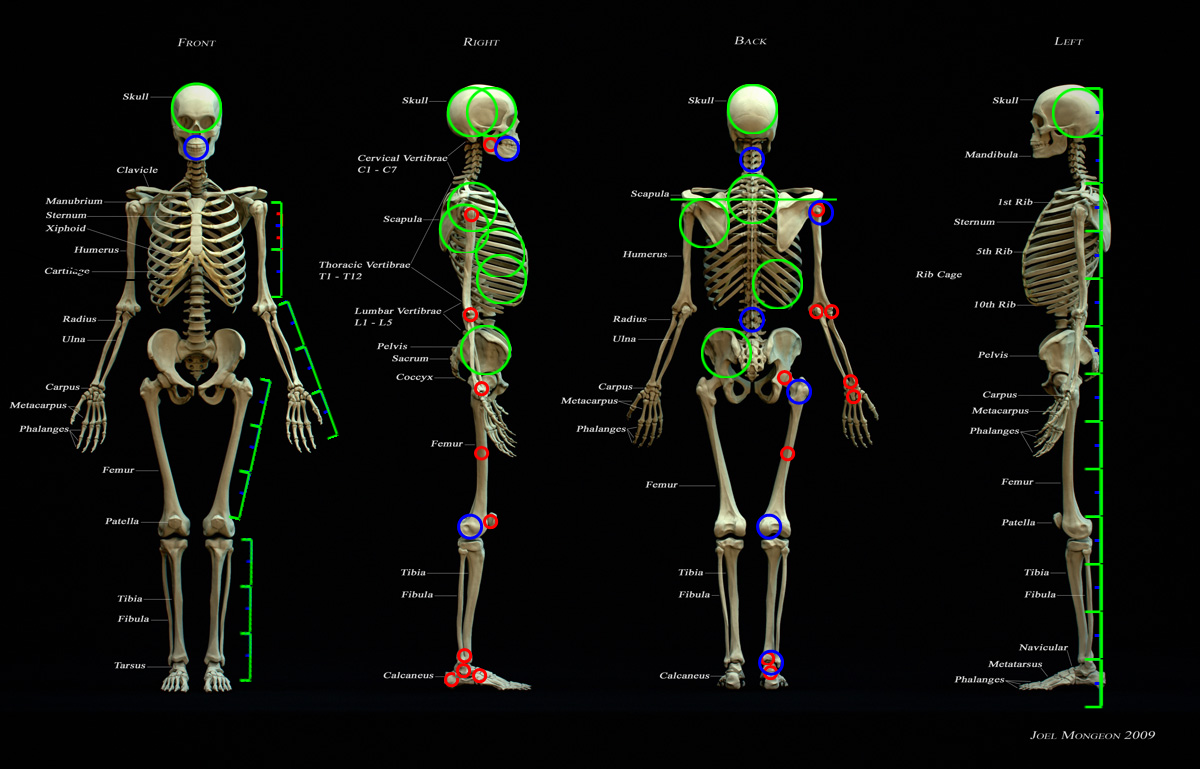 Front
Skull
Clavicle
Manubrium
Sternum
Xiphoid
Humerus
Cartilage
Radius
Ulna
Carpus
Metacarpus
Phalanges
Femur
Patella
Tibia
Fibula
Tarsus
Right
Skull
Cervical Vertibrae
C1 - C7
Scapula
Thoracic Vertibrae
T1 - T12
Lumbar Vertibrae
L1 - L5
Pelvis
Sacrum
Coccyx
Femur
Tibia
Fibula
Calcaneus
Back
Skull
Scapula
Humerus
Radius
Ulna
Carpus
Metacarpus
Phalanges
Femur
Tibia
Fibula
Calcaneus
Left
Skull
Mandibula
1st Rib
Sternum
5th Rib
Rib Cage
10th Rib
Pelvis
Carpus
Metacarpus
Phalanges
Femur
Patella
Tibia
Fibula
Navicular
Metatarsus
Phalanges
Joel Mongeon 2009